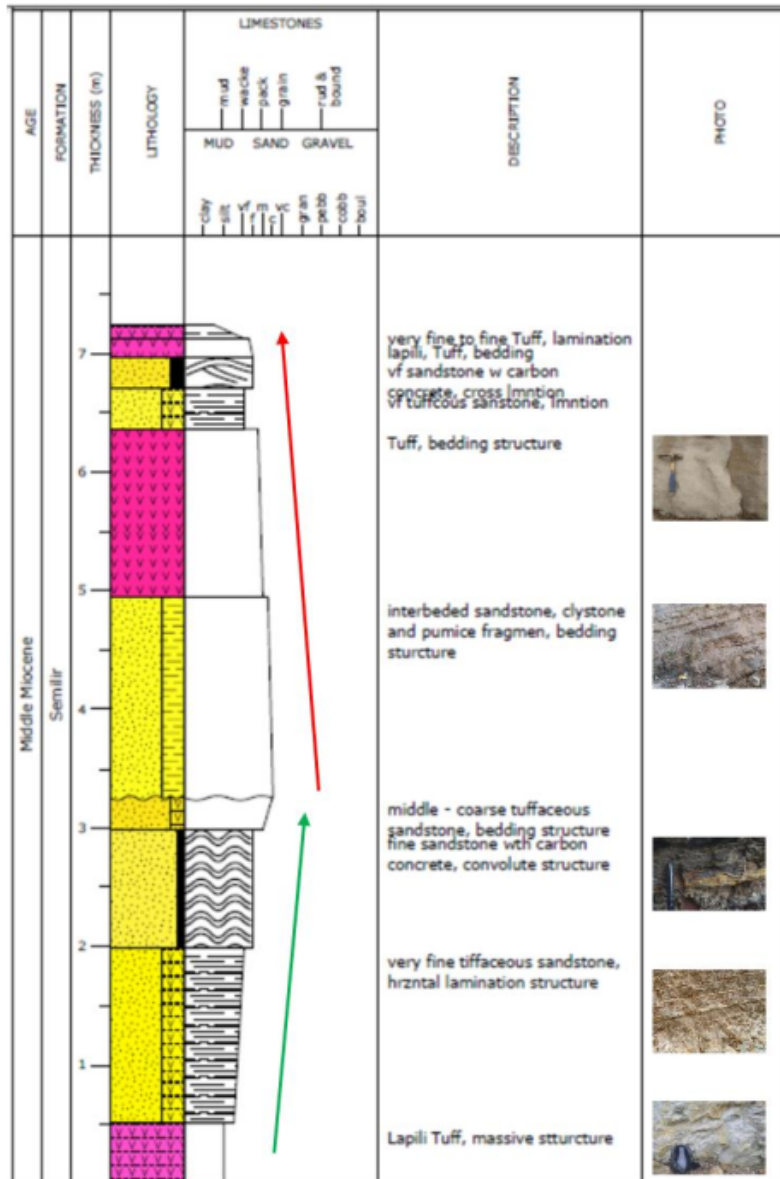 LIMESTONES
AGE
FORMATION
THICKNESS (m)
LITHOLOGY
mud
wacke
pack
grain
rud &
bound
MUD SAND GRAVEL
clay
silt
vf
f
m
c
vc
gran
pebb
cobb
boul
DESCRIPTION
PHOTO
Middle Miocene
Semilir
7
6
5
4
3
2
1
very fine to fine Tuff, lamination
lapili, Tuff, bedding
vf sandstone w carbon
concrete, cross lmntion
vf tuffcous sanstone, lmntion
Tuff, bedding structure
interbeded sandstone, clystone
and pumice fragmen, bedding
sturcture
middle - coarse tuffaceous
sandstone, bedding structure
fine sandstone wth carbon
concrete, convolute structure
very fine tiffaceous sandstone,
hrzntal lamination structure
Lapili Tuff, massive stturcture